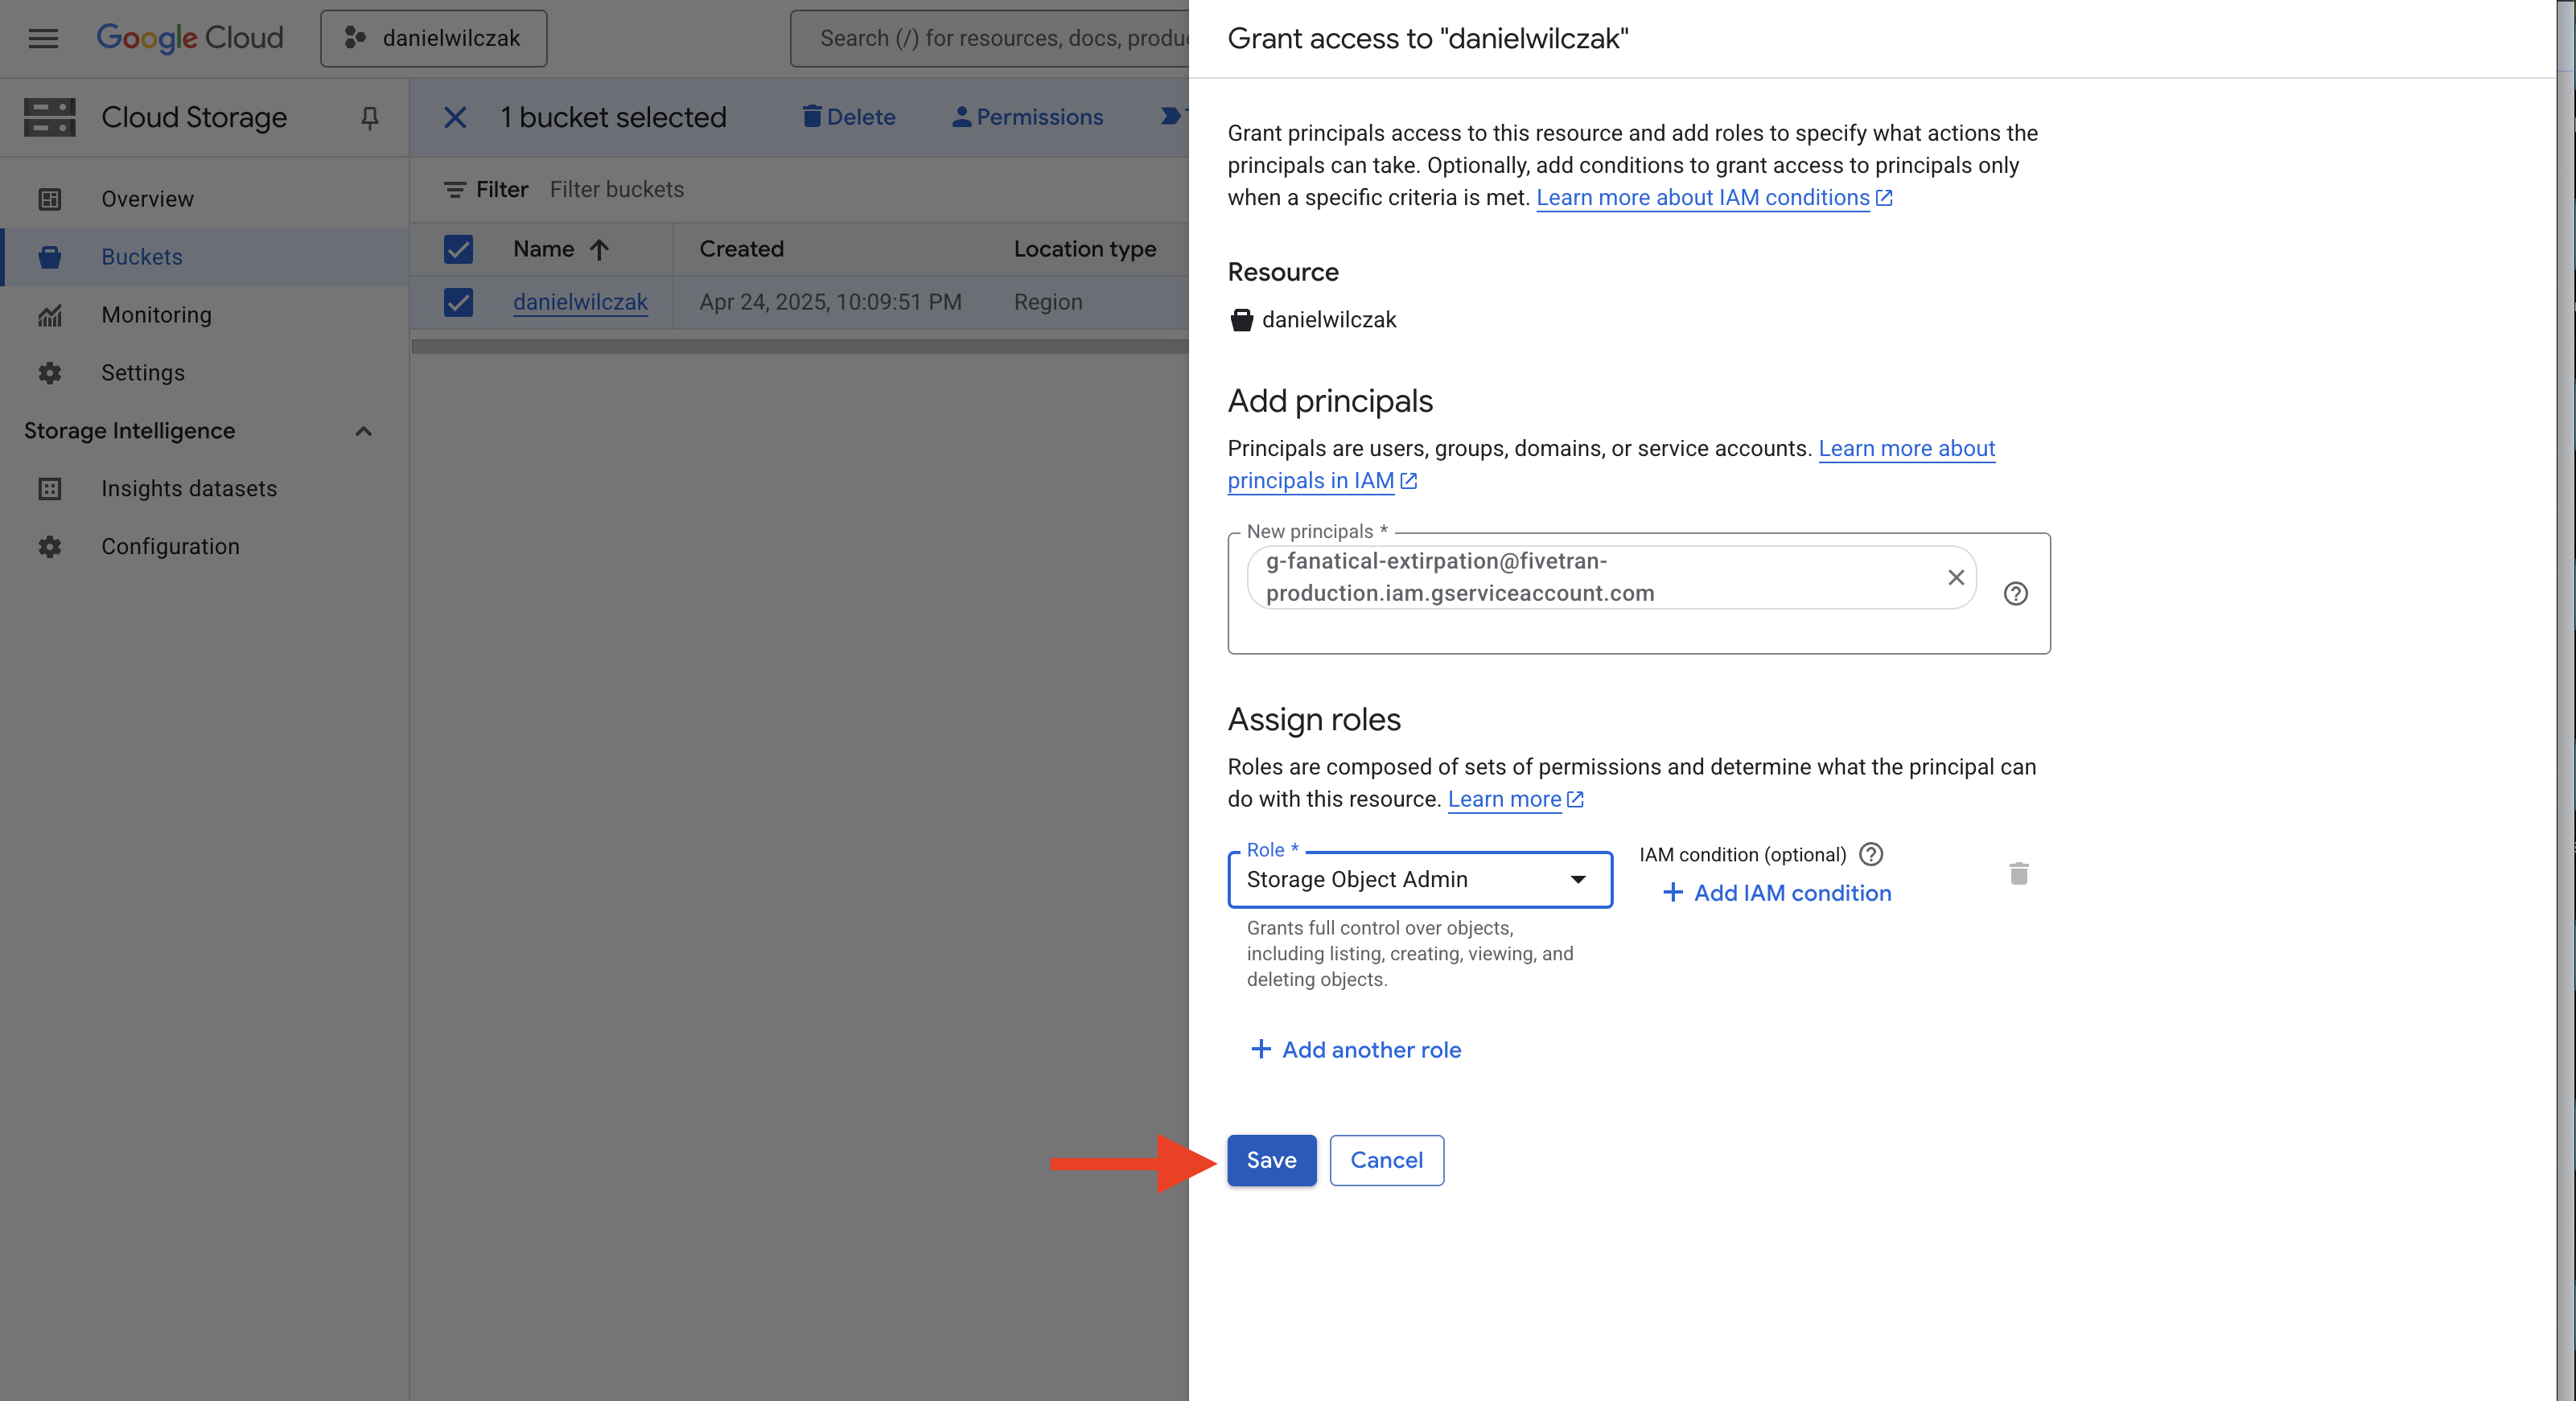 Google Cloud
danielwilczak
Search (/) for resources, docs, produc
Cloud Storage
1 bucket selected
Delete
Permissions
Overview
Buckets
Monitoring
Settings
Storage Intelligence
Insights datasets
Configuration
Filter Filter buckets
Name Created Location type
danielwilczak Apr 24, 2025, 10:09:51 PM Region
Grant access to "danielwilczak"
Grant principals access to this resource and add roles to specify what actions the
principals can take. Optionally, add conditions to grant access to principals only
when a specific criteria is met. Learn more about IAM conditions
Resource
danielwilczak
Add principals
Principals are users, groups, domains, or service accounts. Learn more about
principals in IAM
New principals *
g-fanatical-extirpation@fivetran-
production.iam.gserviceaccount.com
Assign roles
Roles are composed of sets of permissions and determine what the principal can
do with this resource. Learn more
Role *
Storage Object Admin
IAM condition (optional)
+ Add IAM condition
Grants full control over objects,
including listing, creating, viewing, and
deleting objects.
+ Add another role
Save
Cancel